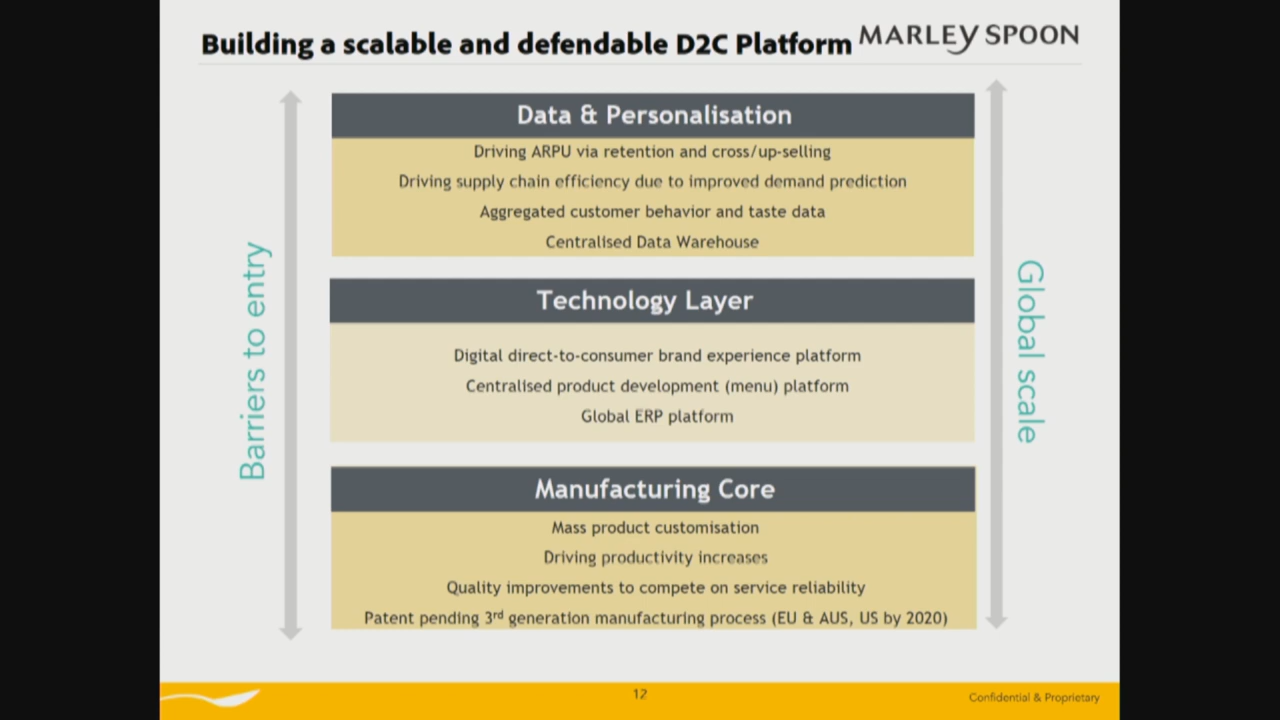 Building a scalable and defendable D2C Platform
MARLEY SPOON
Data & Personalisation
Driving ARPU via retention and cross/up-selling
Driving supply chain efficiency due to improved demand prediction
Aggregated customer behavior and taste data
Centralised Data Warehouse
Barriers to entry
Technology Layer
Digital direct-to-consumer brand experience platform
Centralised product development (menu) platform
Global ERP platform
Global scale
Manufacturing Core
Mass product customisation
Driving productivity increases
Quality improvements to compete on service reliability
Patent pending 3rd generation manufacturing process (EU & AUS, US by 2020)
12
Confidential & Proprietary